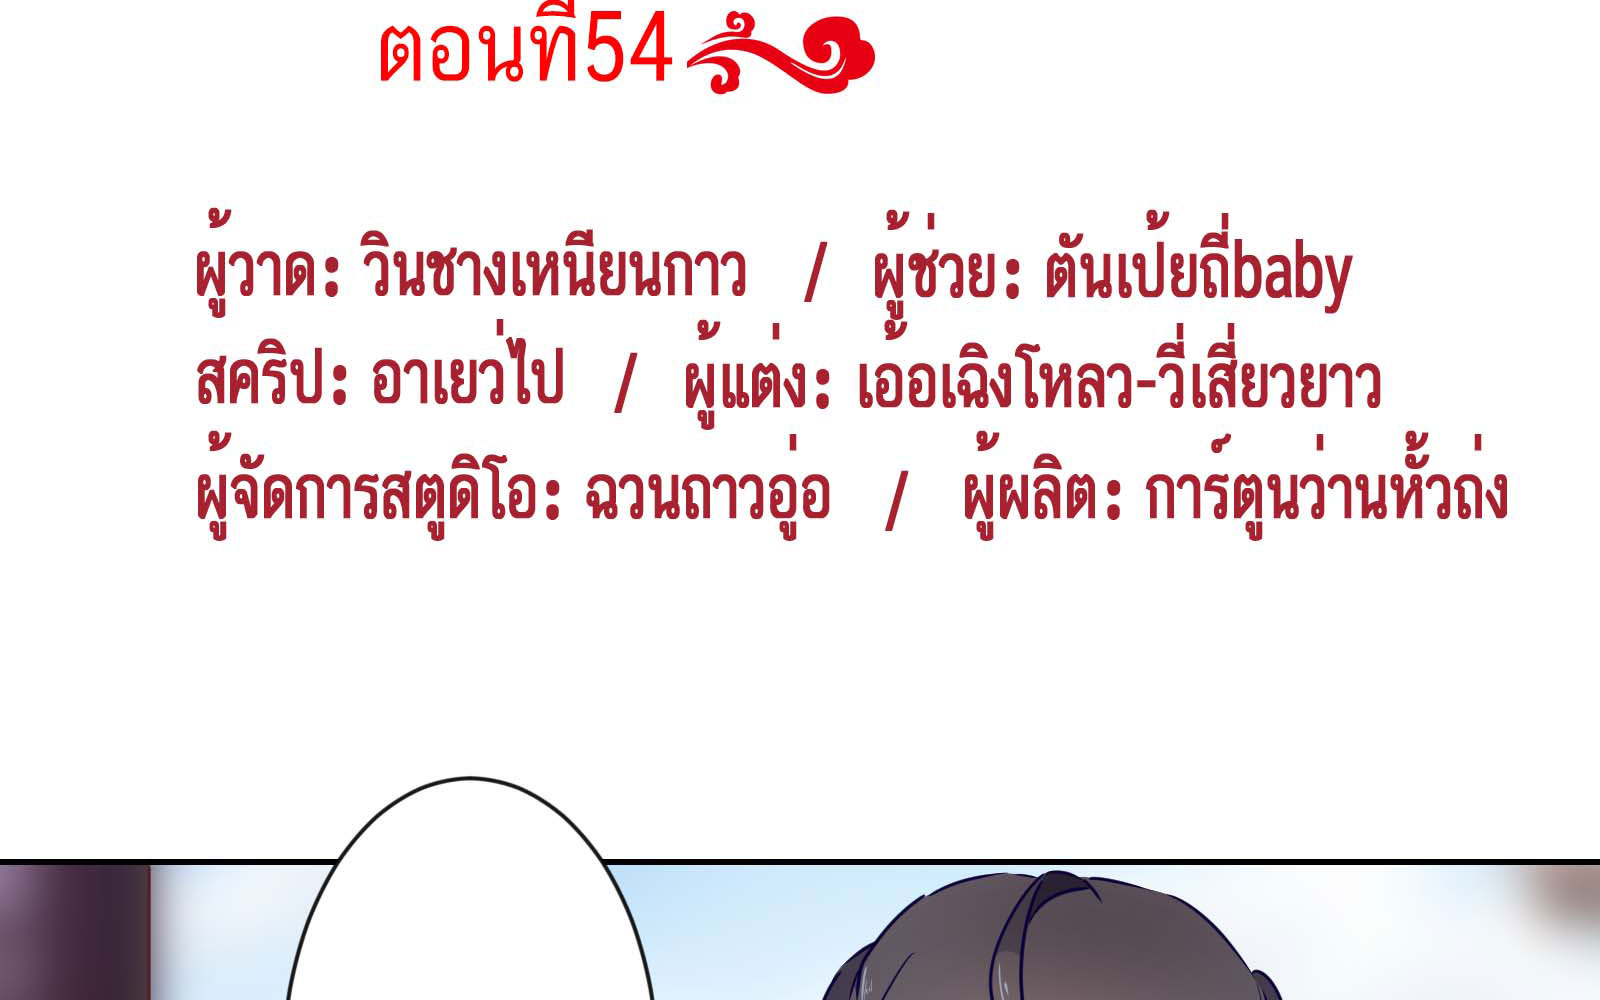 ตอนที่54
ผู้วาด: วินชางเหนียนกาว / ผู้ช่วย: ตันเป้ยถี่baby
สคริป: อาเยว่ไป / ผู้แต่ง: เอ้อเฉิงโหลว-วี่เสี่ยวยาว
ผู้จัดการสตูดิโอ: ฉวนถาวอู่อ / ผู้ผลิต: การ์ตูนว่านหั้วถ่ง